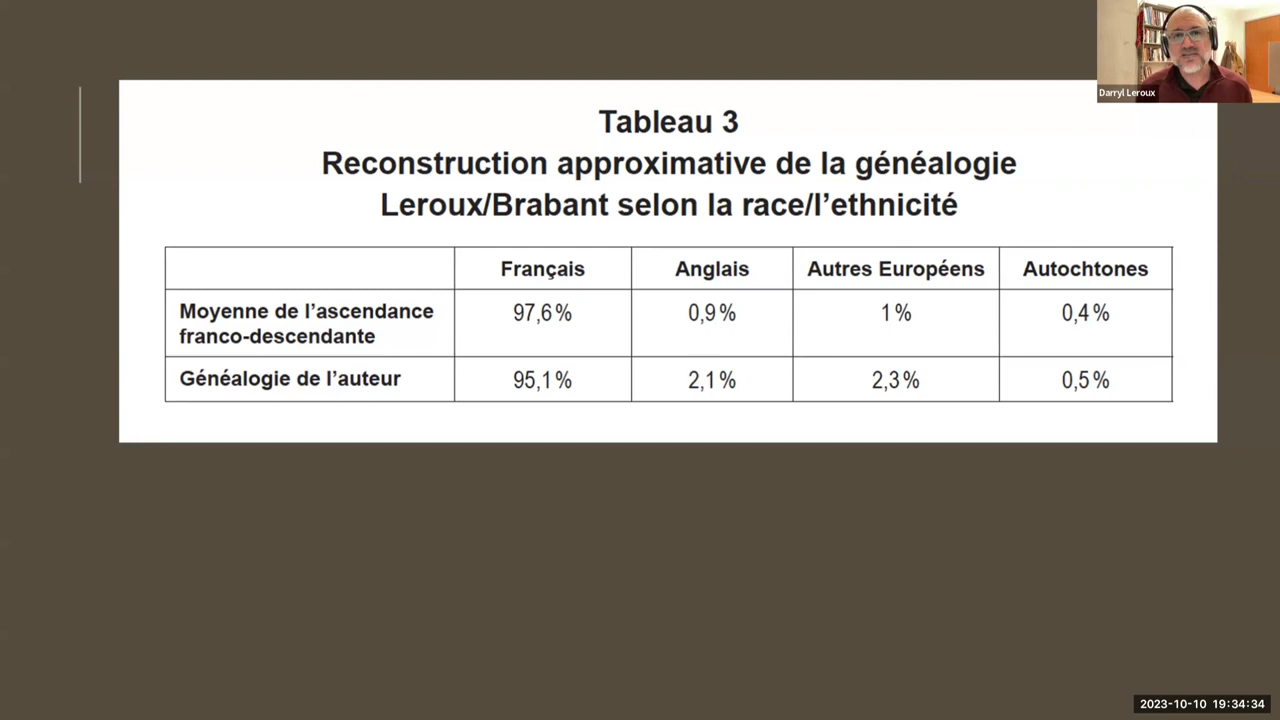 Darryl Leroux
Tableau 3
Reconstruction approximative de la généalogie
Leroux/Brabant selon la race/l’ethnicité
Français Anglais Autres Européens Autochtones
Moyenne de l’ascendance
franco-descendante 97,6 % 0,9 % 1 % 0,4 %
Généalogie de l’auteur 95,1 % 2,1 % 2,3 % 0,5 %
2023-10-10 19:34:34